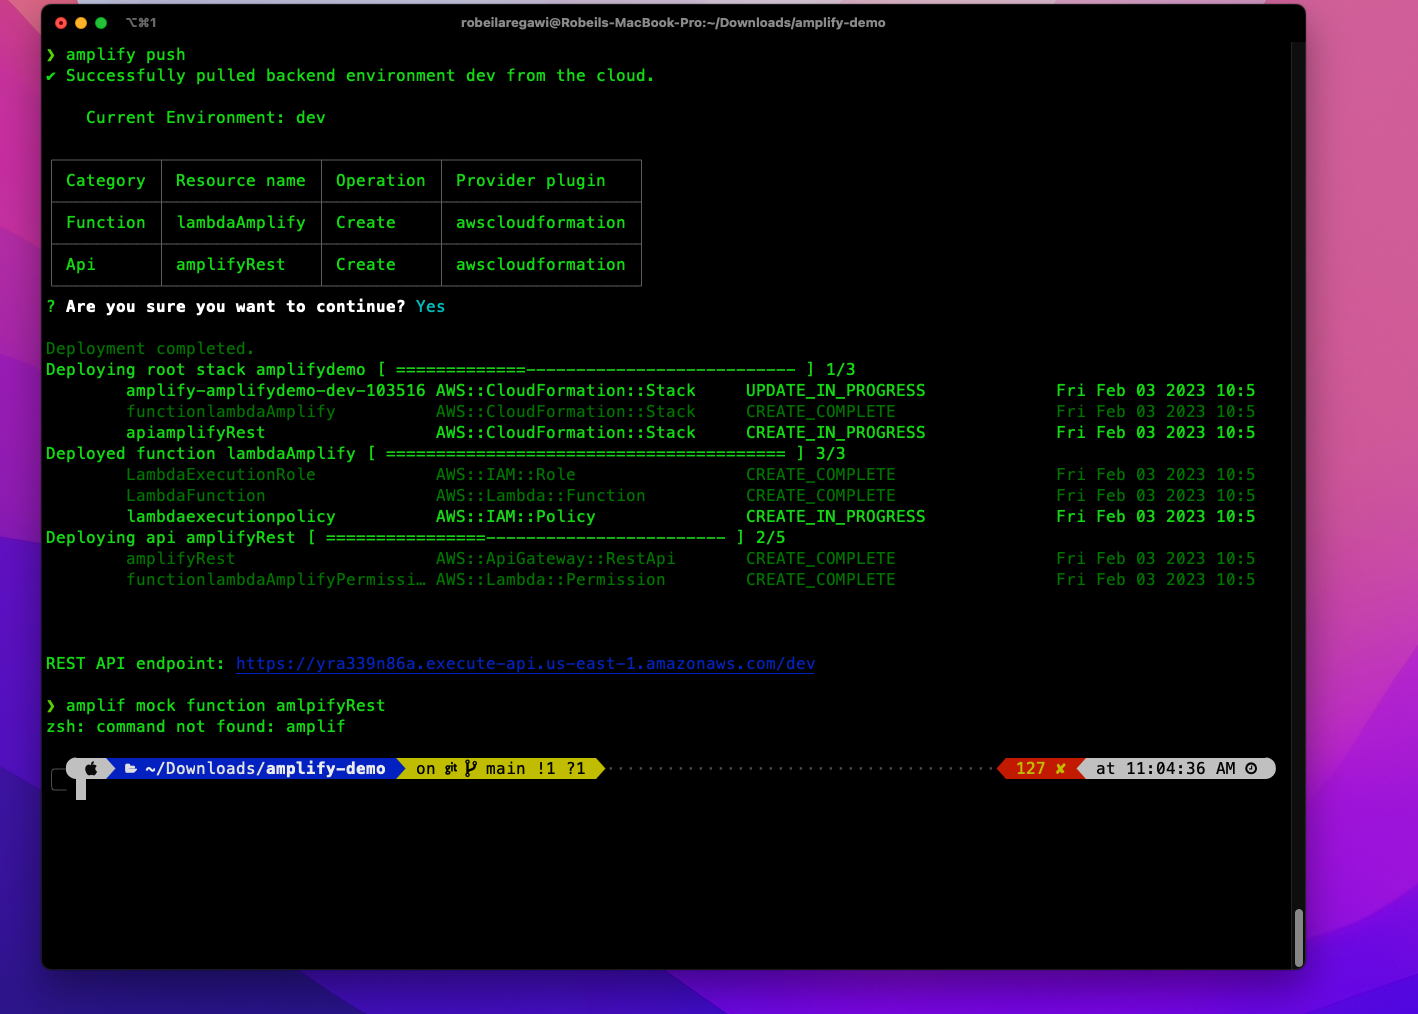 ⌥⌘1 robeilaregawi@Robeils-MacBook-Pro:~/Downloads/amplify-demo
❯ amplify push
✔ Successfully pulled backend environment dev from the cloud.
Current Environment: dev
Category Resource name Operation Provider plugin
Function lambdaAmplify Create awscloudformation
Api amplifyRest Create awscloudformation
? Are you sure you want to continue? Yes
Deployment completed.
Deploying root stack amplifydemo [ =============--------------------------- ] 1/3
amplify-amplifydemo-dev-103516 AWS::CloudFormation::Stack UPDATE_IN_PROGRESS Fri Feb 03 2023 10:5
functionlambdaAmplify AWS::CloudFormation::Stack CREATE_COMPLETE Fri Feb 03 2023 10:5
apiamplifyRest AWS::CloudFormation::Stack CREATE_IN_PROGRESS Fri Feb 03 2023 10:5
Deployed function lambdaAmplify [ ======================================== ] 3/3
LambdaExecutionRole AWS::IAM::Role CREATE_COMPLETE Fri Feb 03 2023 10:5
LambdaFunction AWS::Lambda::Function CREATE_COMPLETE Fri Feb 03 2023 10:5
lambdaexecutionpolicy AWS::IAM::Policy CREATE_IN_PROGRESS Fri Feb 03 2023 10:5
Deploying api amplifyRest [ ================------------------------ ] 2/5
amplifyRest AWS::ApiGateway::RestApi CREATE_COMPLETE Fri Feb 03 2023 10:5
functionlambdaAmplifyPermissi… AWS::Lambda::Permission CREATE_COMPLETE Fri Feb 03 2023 10:5
REST API endpoint: https://yra339n86a.execute-api.us-east-1.amazonaws.com/dev
❯ amplif mock function amlpifyRest
zsh: command not found: amplif
~/Downloads/amplify-demo on git main !1 ?1 127 ✘ at 11:04:36 AM